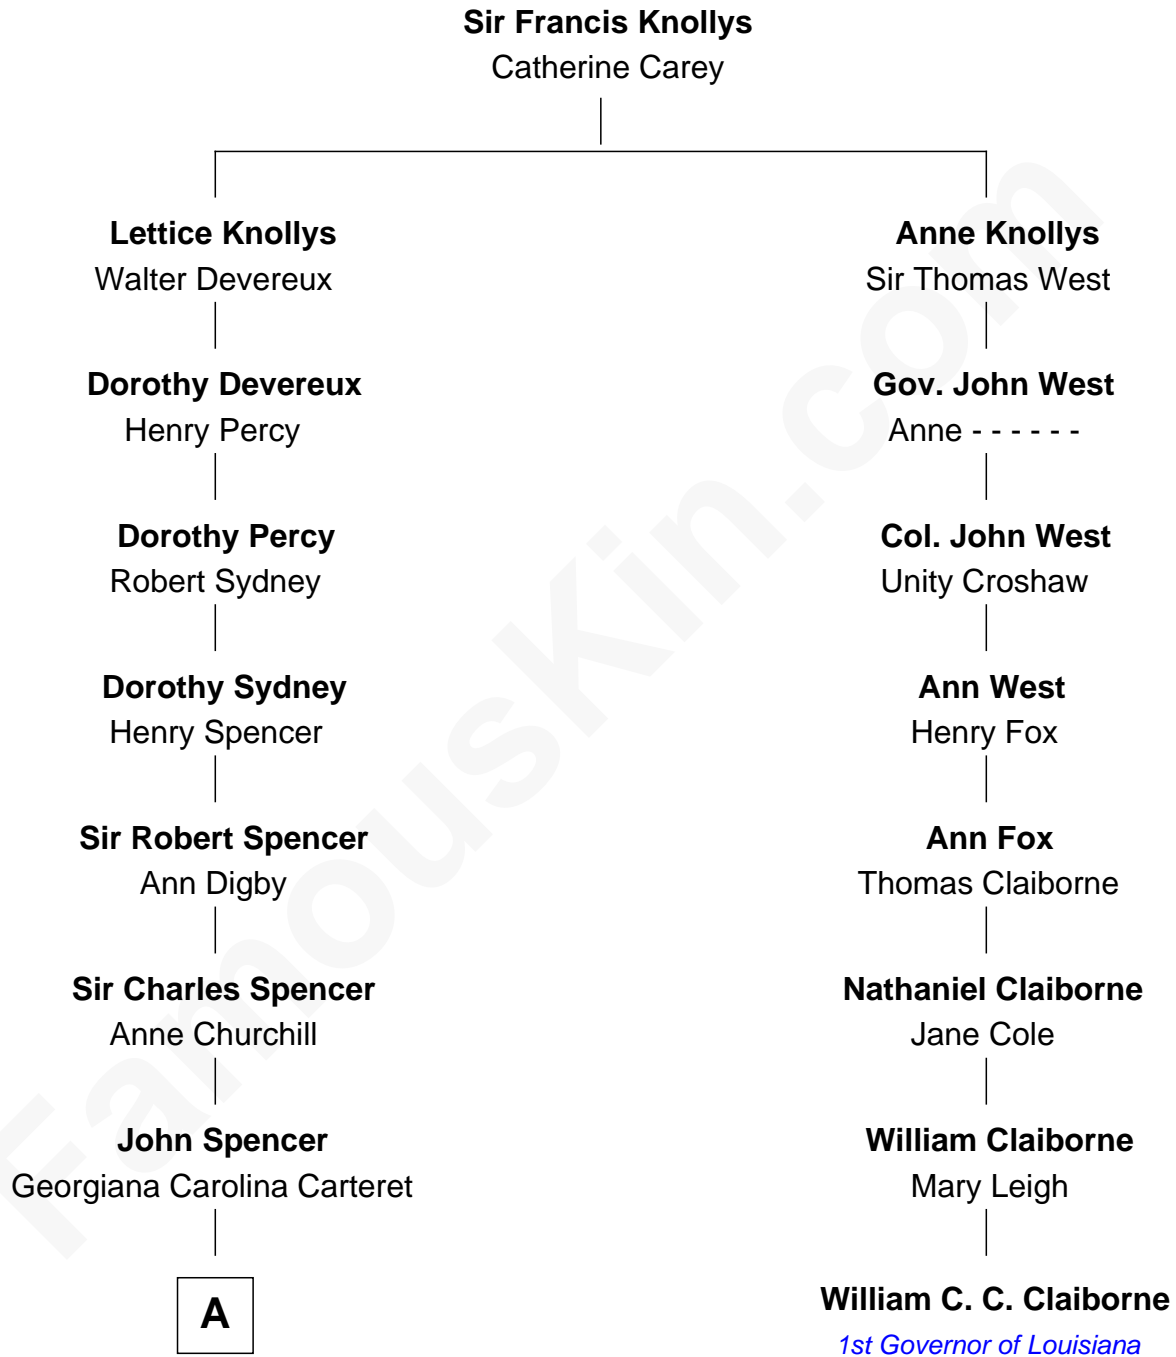 Sir Francis Knollys
Catherine Carey
Lettice Knollys
Walter Devereux
Anne Knollys
Sir Thomas West
Dorothy Devereux
Henry Percy
Gov. John West
Anne - - - - - -
Dorothy Percy
Robert Sydney
Col. John West
Unity Croshaw
Dorothy Sydney
Henry Spencer
Ann West
Henry Fox
Sir Robert Spencer
Ann Digby
Ann Fox
Thomas Claiborne
Sir Charles Spencer
Anne Churchill
Nathaniel Claiborne
Jane Cole
John Spencer
Georgiana Carolina Carteret
William Claiborne
Mary Leigh
A
William C. C. Claiborne
1st Governor of Louisiana
FamousKin.com